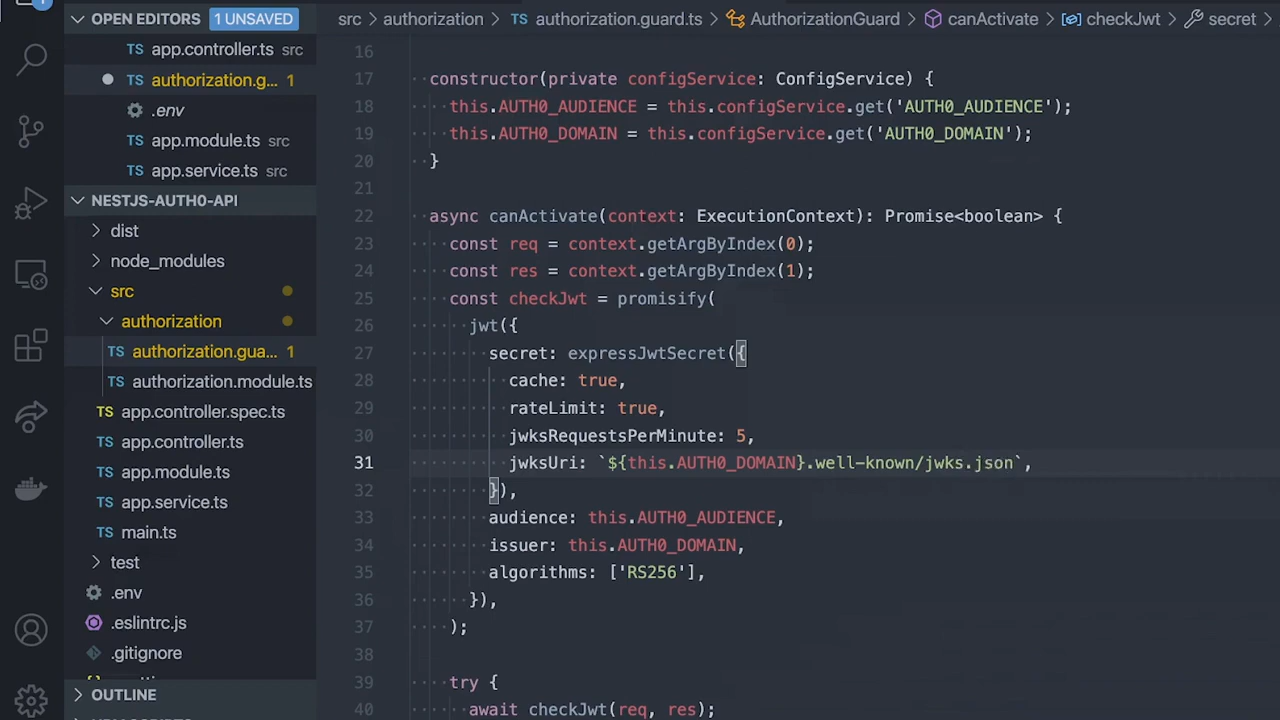 OPEN EDITORS 1 UNSAVED
TS app.controller.ts src
TS authorization.g... 1
.env
TS app.module.ts src
TS app.service.ts src
NESTJS-AUTH0-API
dist
node_modules
src
authorization
TS authorization.gua... 1
TS authorization.module.ts
TS app.controller.spec.ts
TS app.controller.ts
TS app.module.ts
TS app.service.ts
TS main.ts
test
.env
.eslintrc.js
.gitignore
OUTLINE
src > authorization > TS authorization.guard.ts > AuthorizationGuard > canActivate > checkJwt > secret >
16
17 constructor(private configService: ConfigService) {
18 this.AUTH0_AUDIENCE = this.configService.get('AUTH0_AUDIENCE');
19 this.AUTH0_DOMAIN = this.configService.get('AUTH0_DOMAIN');
20 }
21
22 async canActivate(context: ExecutionContext): Promise<boolean> {
23 const req = context.getArgByIndex(0);
24 const res = context.getArgByIndex(1);
25 const checkJwt = promisify(
26 jwt({
27 secret: expressJwtSecret({
28 cache: true,
29 rateLimit: true,
30 jwksRequestsPerMinute: 5,
31 jwksUri: `${this.AUTH0_DOMAIN}.well-known/jwks.json`,
32 }),
33 audience: this.AUTH0_AUDIENCE,
34 issuer: this.AUTH0_DOMAIN,
35 algorithms: ['RS256'],
36 }),
37 );
38
39 try {
40 await checkJwt(req, res);